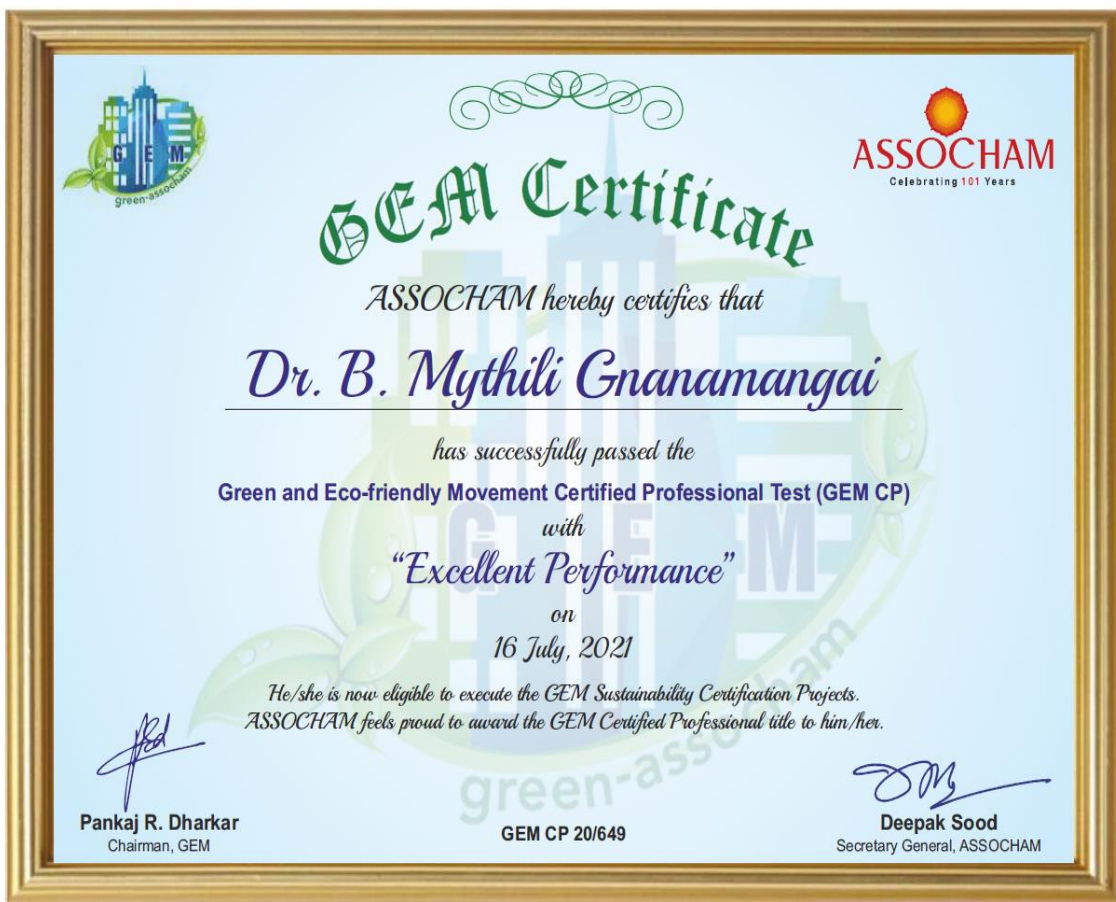 G E M
green-assocham
ASSOCHAM
Celebrating 101 Years
GEM Certificate
ASSOCHAM hereby certifies that
Dr. B. Mythili Gnanamangai
has successfully passed the
Green and Eco-friendly Movement Certified Professional Test (GEM CP)
with
“Excellent Performance”
on
16 July, 2021
He/she is now eligible to execute the GEM Sustainability Certification Projects.
ASSOCHAM feels proud to award the GEM Certified Professional title to him/her.
G E M
green-assocham
Pankaj R. Dharkar
Chairman, GEM
GEM CP 20/649
Deepak Sood
Secretary General, ASSOCHAM